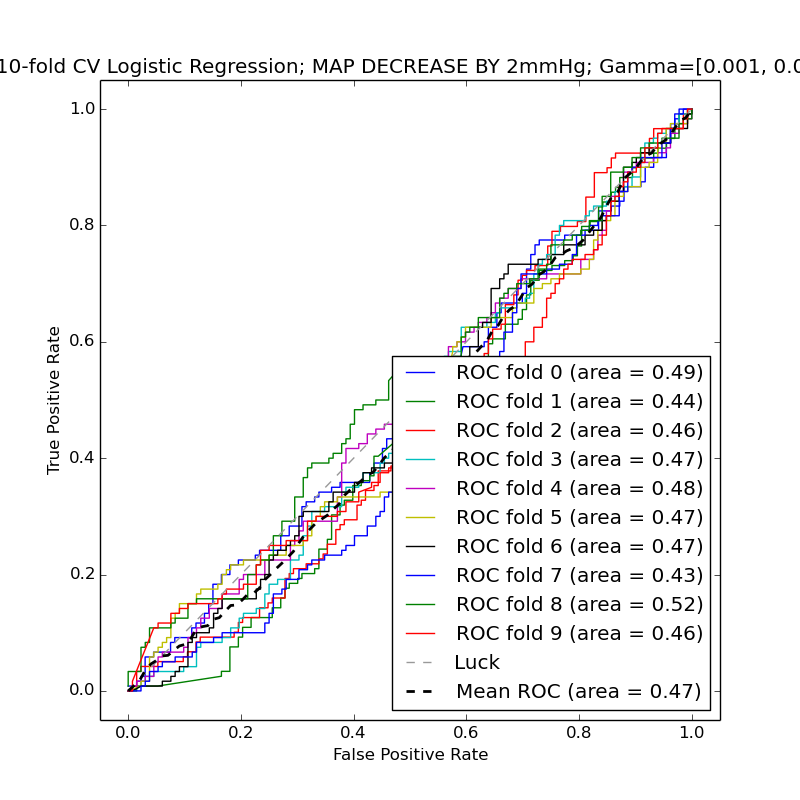 10-fold CV Logistic Regression; MAP DECREASE BY 2mmHg; Gamma=[0.001, 0.0
1.0
0.8
0.6
0.4
0.2
0.0
True Positive Rate
ROC fold 0 (area = 0.49)
ROC fold 1 (area = 0.44)
ROC fold 2 (area = 0.46)
ROC fold 3 (area = 0.47)
ROC fold 4 (area = 0.48)
ROC fold 5 (area = 0.47)
ROC fold 6 (area = 0.47)
ROC fold 7 (area = 0.43)
ROC fold 8 (area = 0.52)
ROC fold 9 (area = 0.46)
Luck
Mean ROC (area = 0.47)
0.0 0.2 0.4 0.6 0.8 1.0
False Positive Rate